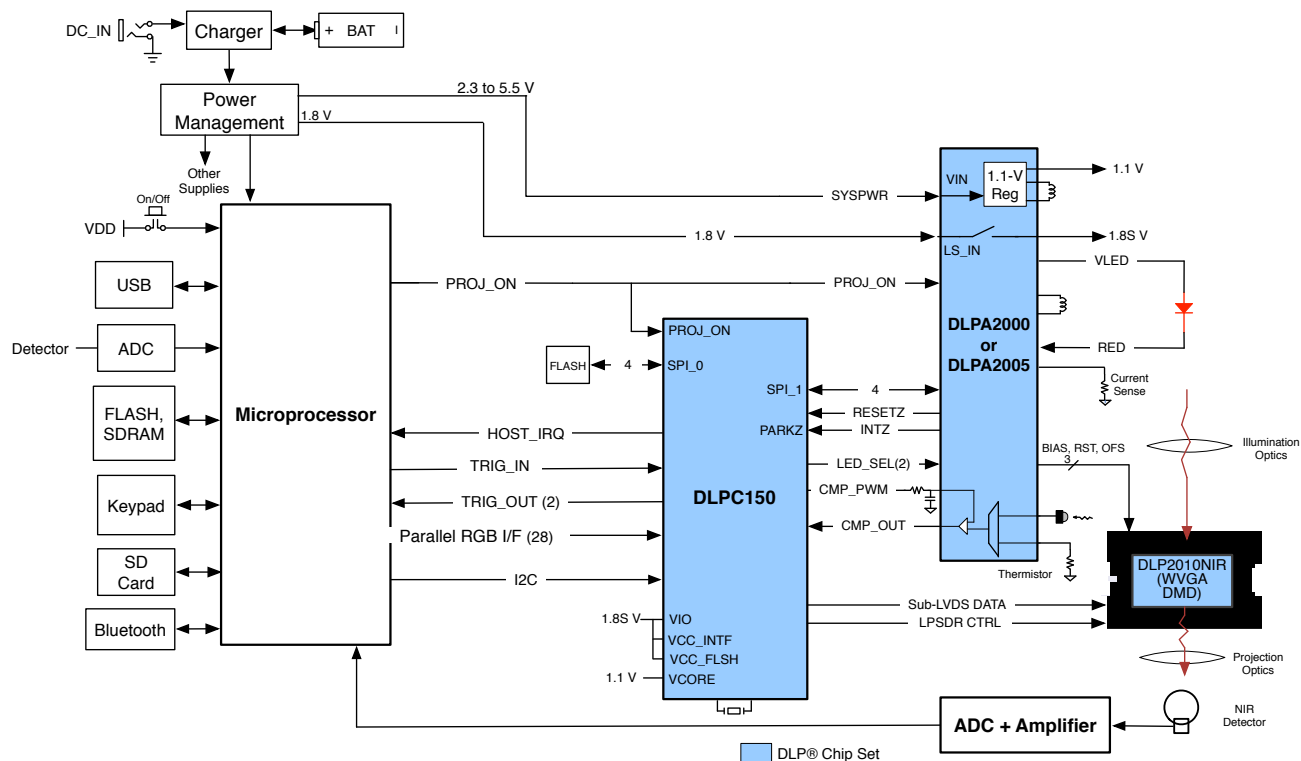 DC_IN
Charger
+ BAT I
Power
Management
2.3 to 5.5 V
1.8 V
Other
Supplies
On/Off
VDD
USB
Detector
ADC
FLASH,
SDRAM
Keypad
SD
Card
Bluetooth
Microprocessor
PROJ_ON
HOST_IRQ
TRIG_IN
TRIG_OUT (2)
Parallel RGB I/F (28)
I2C
FLASH
4
PROJ_ON
SPI_0
SPI_1
PARKZ
DLPC150
1.8S V
VIO
VCC_INTF
VCC_FLSH
1.1 V
VCORE
SYSPWR
1.8 V
PROJ_ON
4
RESETZ
INTZ
LED_SEL(2)
CMP_PWM
CMP_OUT
Sub-LVDS DATA
LPSDR CTRL
VIN
1.1-V
Reg
LS_IN
DLPA2000
or
DLPA2005
1.1 V
1.8S V
VLED
RED
Current
Sense
BIAS, RST, OFS
3
Thermistor
Illumination
Optics
DLP2010NIR
(WVGA
DMD)
Projection
Optics
NIR
Detector
ADC + Amplifier
DLP® Chip Set